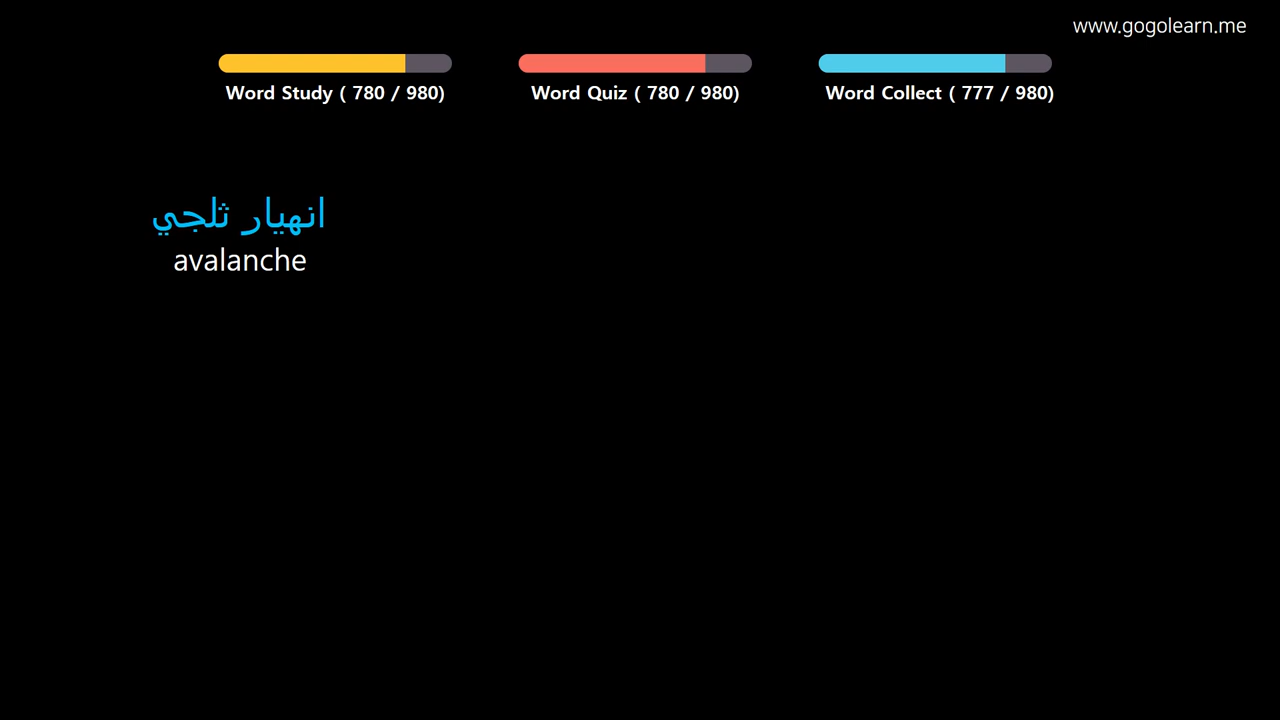 www.gogolearn.me
Word Study ( 780 / 980)
Word Quiz ( 780 / 980)
Word Collect ( 777 / 980)
انهيار ثلجي
avalanche